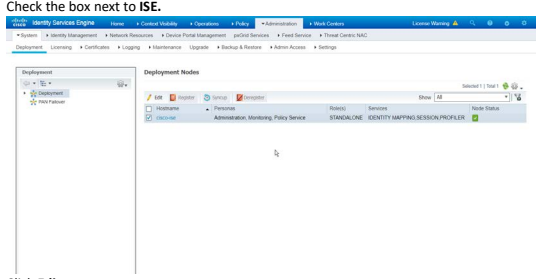 Check the box next to ISE.
CISCO Identity Services Engine Home Context Visibility Operations Policy Administration Work Centers License Warning
System Identity Management Network Resources Device Portal Management pxGrid Services Feed Service Threat Centric NAC
Deployment Licensing Certificates Logging Maintenance Upgrade Backup & Restore Admin Access Settings
Deployment
Deployment
PAN Failover
Deployment Nodes
Selected 1 | Total 1
Edit Register Syncup Deregister Show All
Hostname Personas Role(s) Services Node Status
cisco-ise Administration, Monitoring, Policy Service STANDALONE IDENTITY MAPPING,SESSION,PROFILER